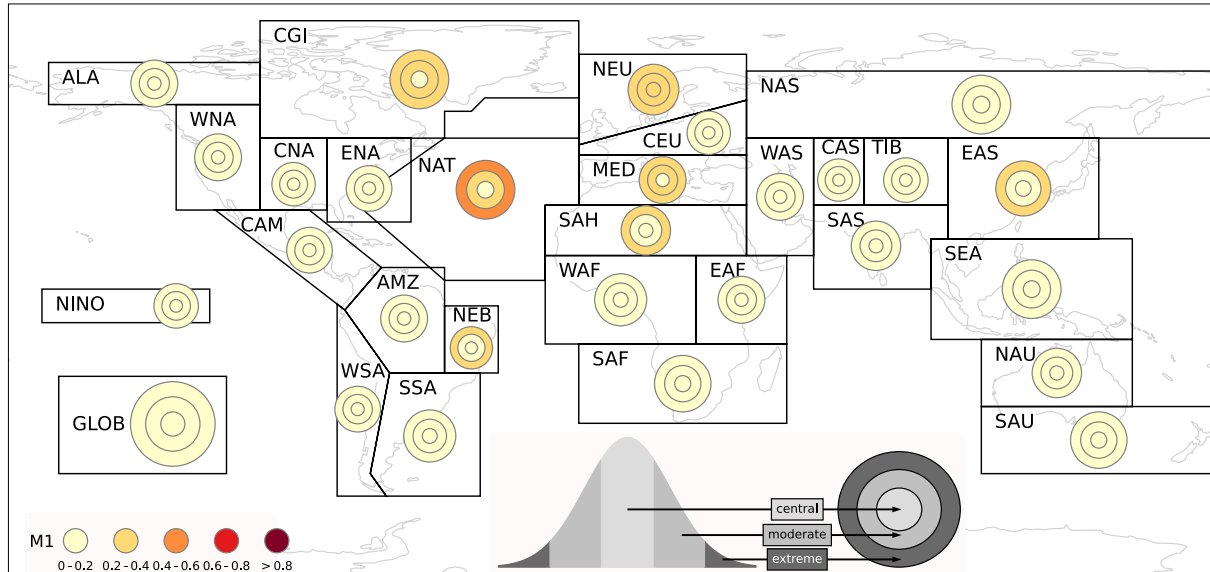 CGI
ALA
NEU
NAS
WNA
CEU
CNA
ENA
NAT
WAS
CAS
TIB
EAS
MED
CAM
SAH
SAS
SEA
WAF
EAF
AMZ
NINO
NEB
NAU
WSA
SSA
SAF
GLOB
SAU
central
moderate
extreme
M1
0 - 0.2 0.2 - 0.4 0.4 - 0.6 0.6 - 0.8 > 0.8